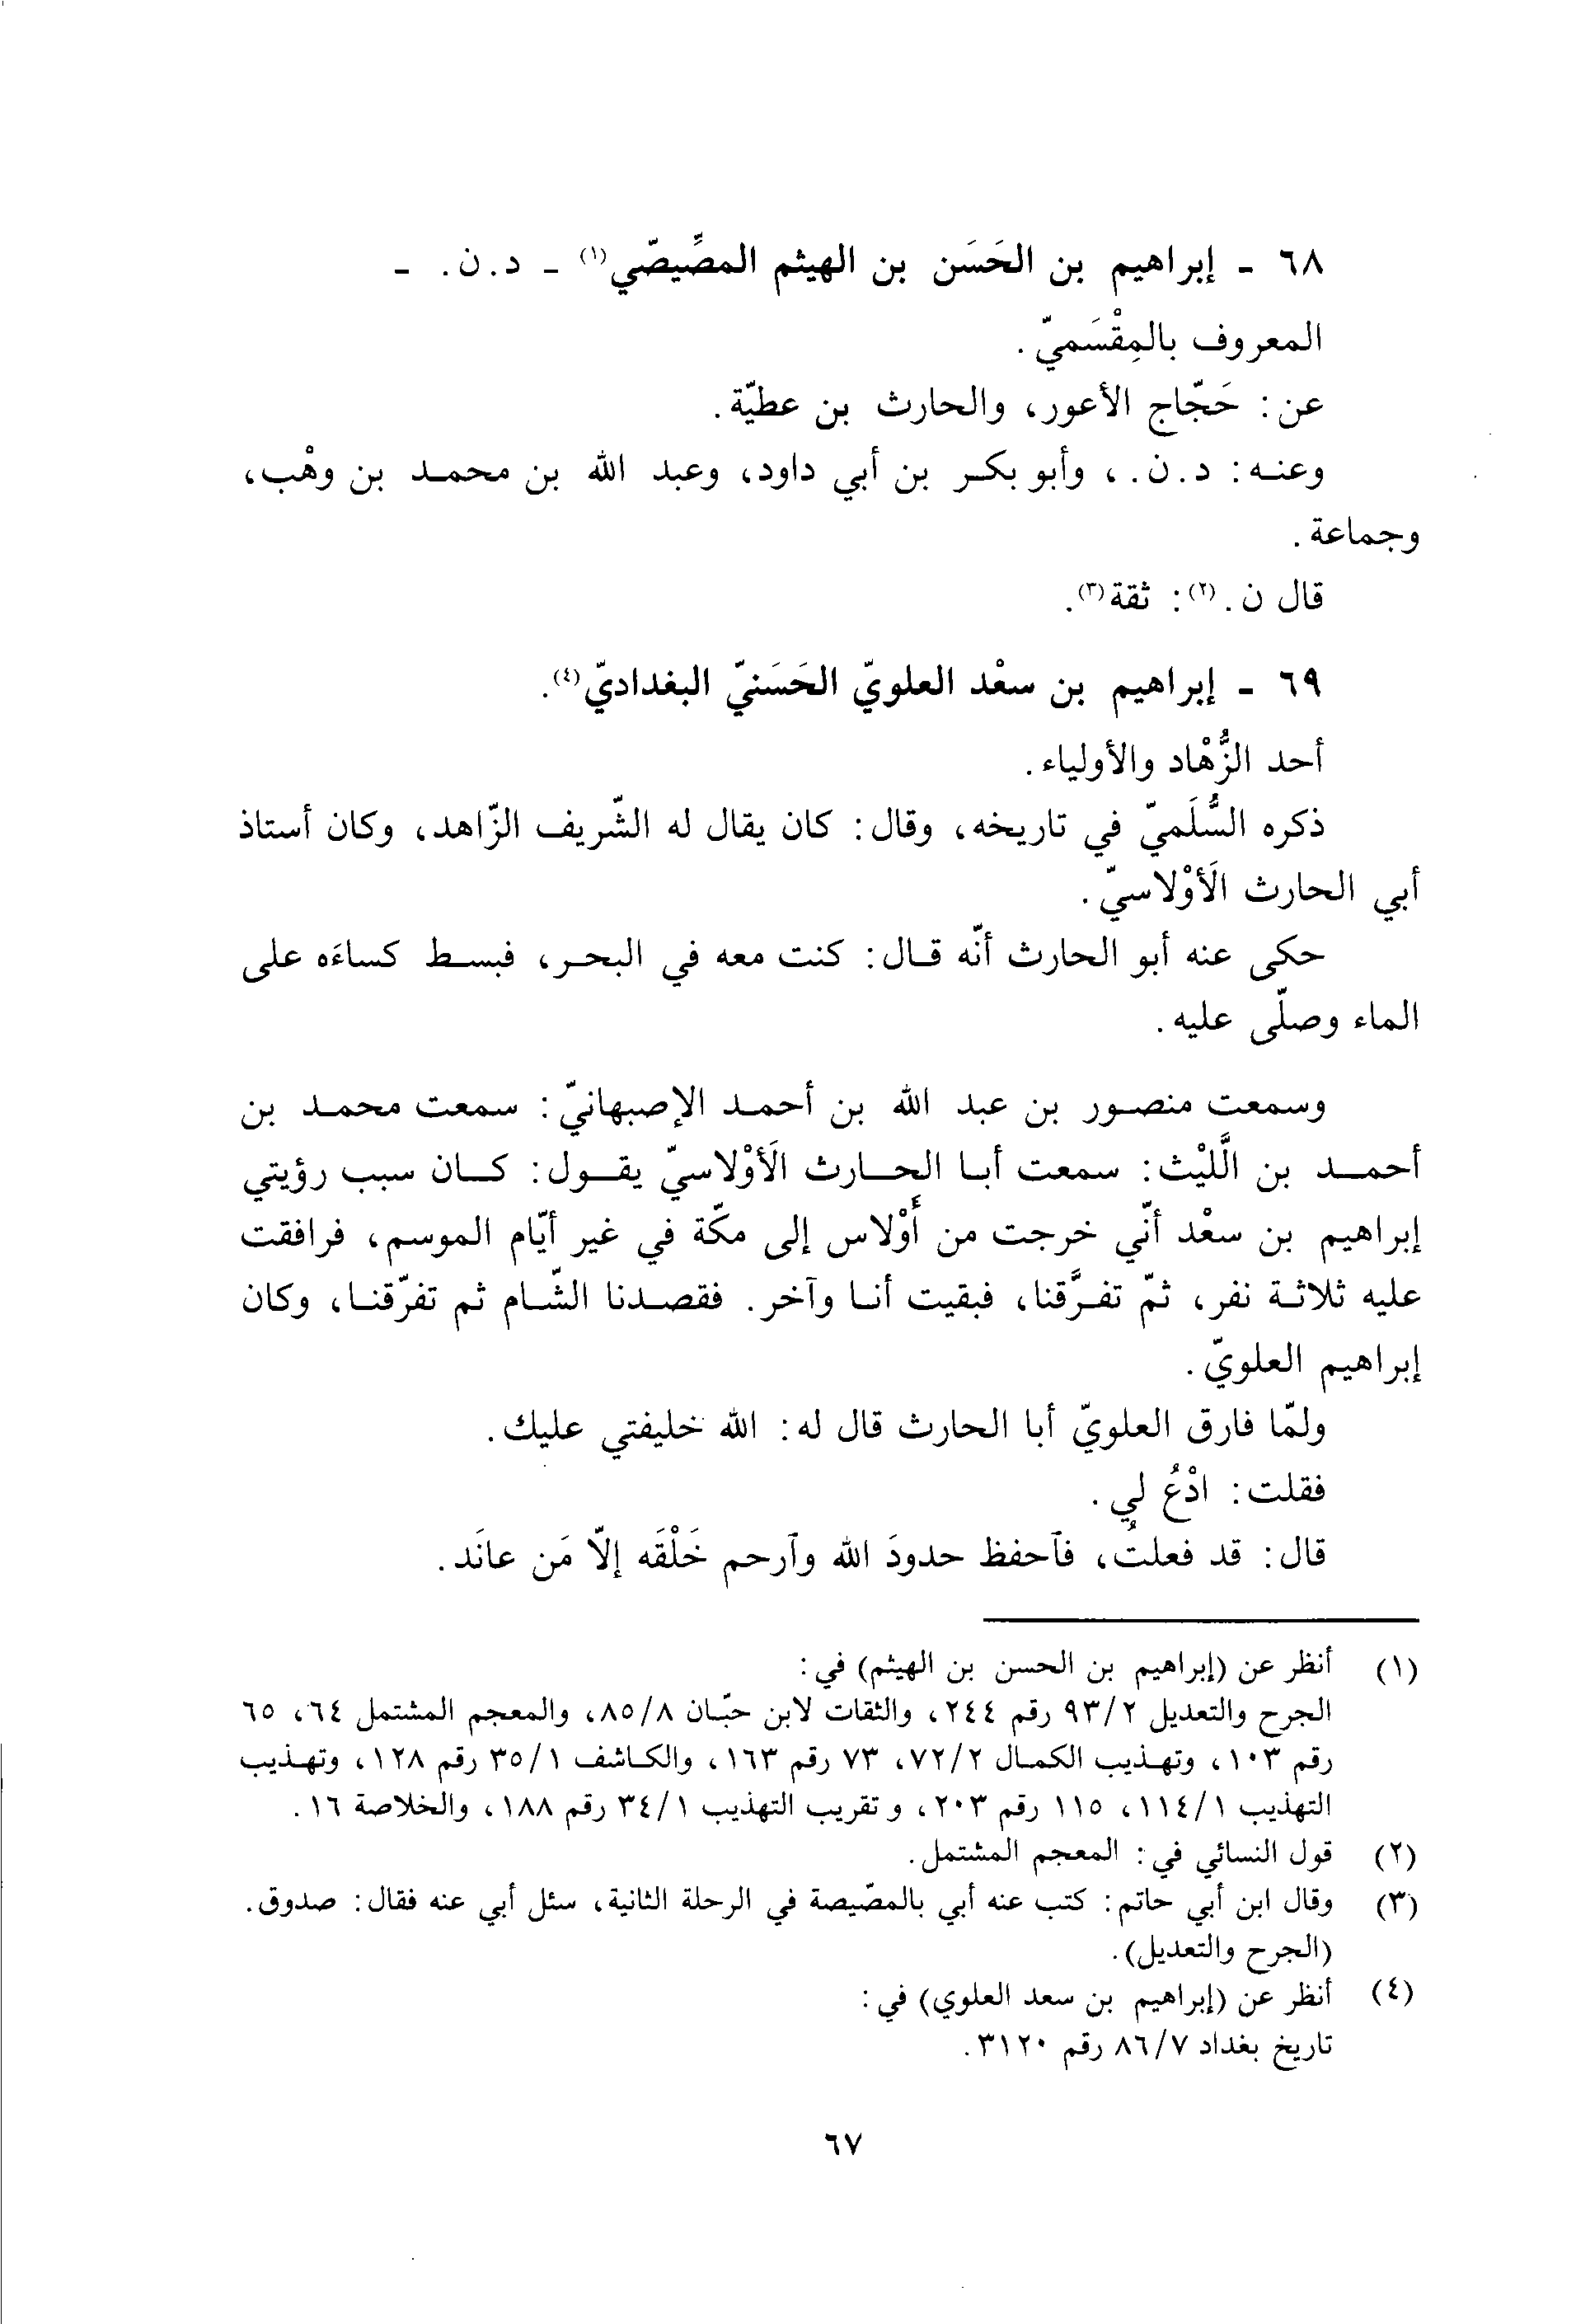 ٦٨ - إبراهيم بن الحَسَن بن الهيثم المصِّيصّي(١) - د. ن. -
المعروف بالمِقْسَميّ.
عن: حَجّاج الأعور، والحارث بن عطيّة.
وعنه: د. ن.، وأبو بكر بن أبي داود، وعبد الله بن محمد بن وهْب،
وجماعة.
قال ن.(٢): ثقة(٣).
٦٩ - إبراهيم بن سعْد العلويّ الحَسَنيّ البغداديّ(٤).
أحد الزُّهْاد والأولياء.
ذكره السُّلَميّ في تاريخه، وقال: كان يقال له الشّريف الزّاهد، وكان أستاذ
أبي الحارث الَأوْلاسيّ.
حكى عنه أبو الحارث أنّه قال: كنت معه في البحر، فبسط كساءَه على
الماء وصلّى عليه.
وسمعت منصور بن عبد الله بن أحمد الإصبهانيّ: سمعت محمد بن
أحمد بن الَّليْث: سمعت أبا الحارث الَأوْلاسيّ يقول: كان سبب رؤيتي
إبراهيم بن سعْد أنّي خرجت من أَوْلاس إلى مكّة في غير أيّام الموسم، فرافقت
عليه ثلاثة نفر، ثمّ تفرَّقنا، فبقيت أنا وآخر. فقصدنا الشّام ثم تفرّقنا، وكان
إبراهيم العلويّ.
ولمّا فارق العلويّ أبا الحارث قال له: الله خليفتي عليك.
فقلت: ادْعُ لي.
قال: قد فعلتُ، فآحفظ حدودَ الله وآرحم خَلْقَه إلّا مَن عانَد.
(١) أنظر عن (إبراهيم بن الحسن بن الهيثم) في:
الجرح والتعديل ٩٣/٢ رقم ٢٤٤، والثقات لابن حبّان ٨٥/٨، والمعجم المشتمل ٦٤، ٦٥
رقم ١٠٣، وتهذيب الكمال ٧٢/٢، ٧٣ رقم ١٦٣، والكاشف ٣٥/١ رقم ١٢٨، وتهذيب
التهذيب ١١٤/١، ١١٥ رقم ٢٠٣، و تقريب التهذيب ٣٤/١ رقم ١٨٨، والخلاصة ١٦.
(٢) قول النسائي في: المعجم المشتمل.
(٣) وقال ابن أبي حاتم: كتب عنه أبي بالمصّيصة في الرحلة الثانية، سئل أبي عنه فقال: صدوق.
(الجرح والتعديل).
(٤) أنظر عن (إبراهيم بن سعد العلوي) في:
تاريخ بغداد ٨٦/٧ رقم ٣١٢٠.
٦٧